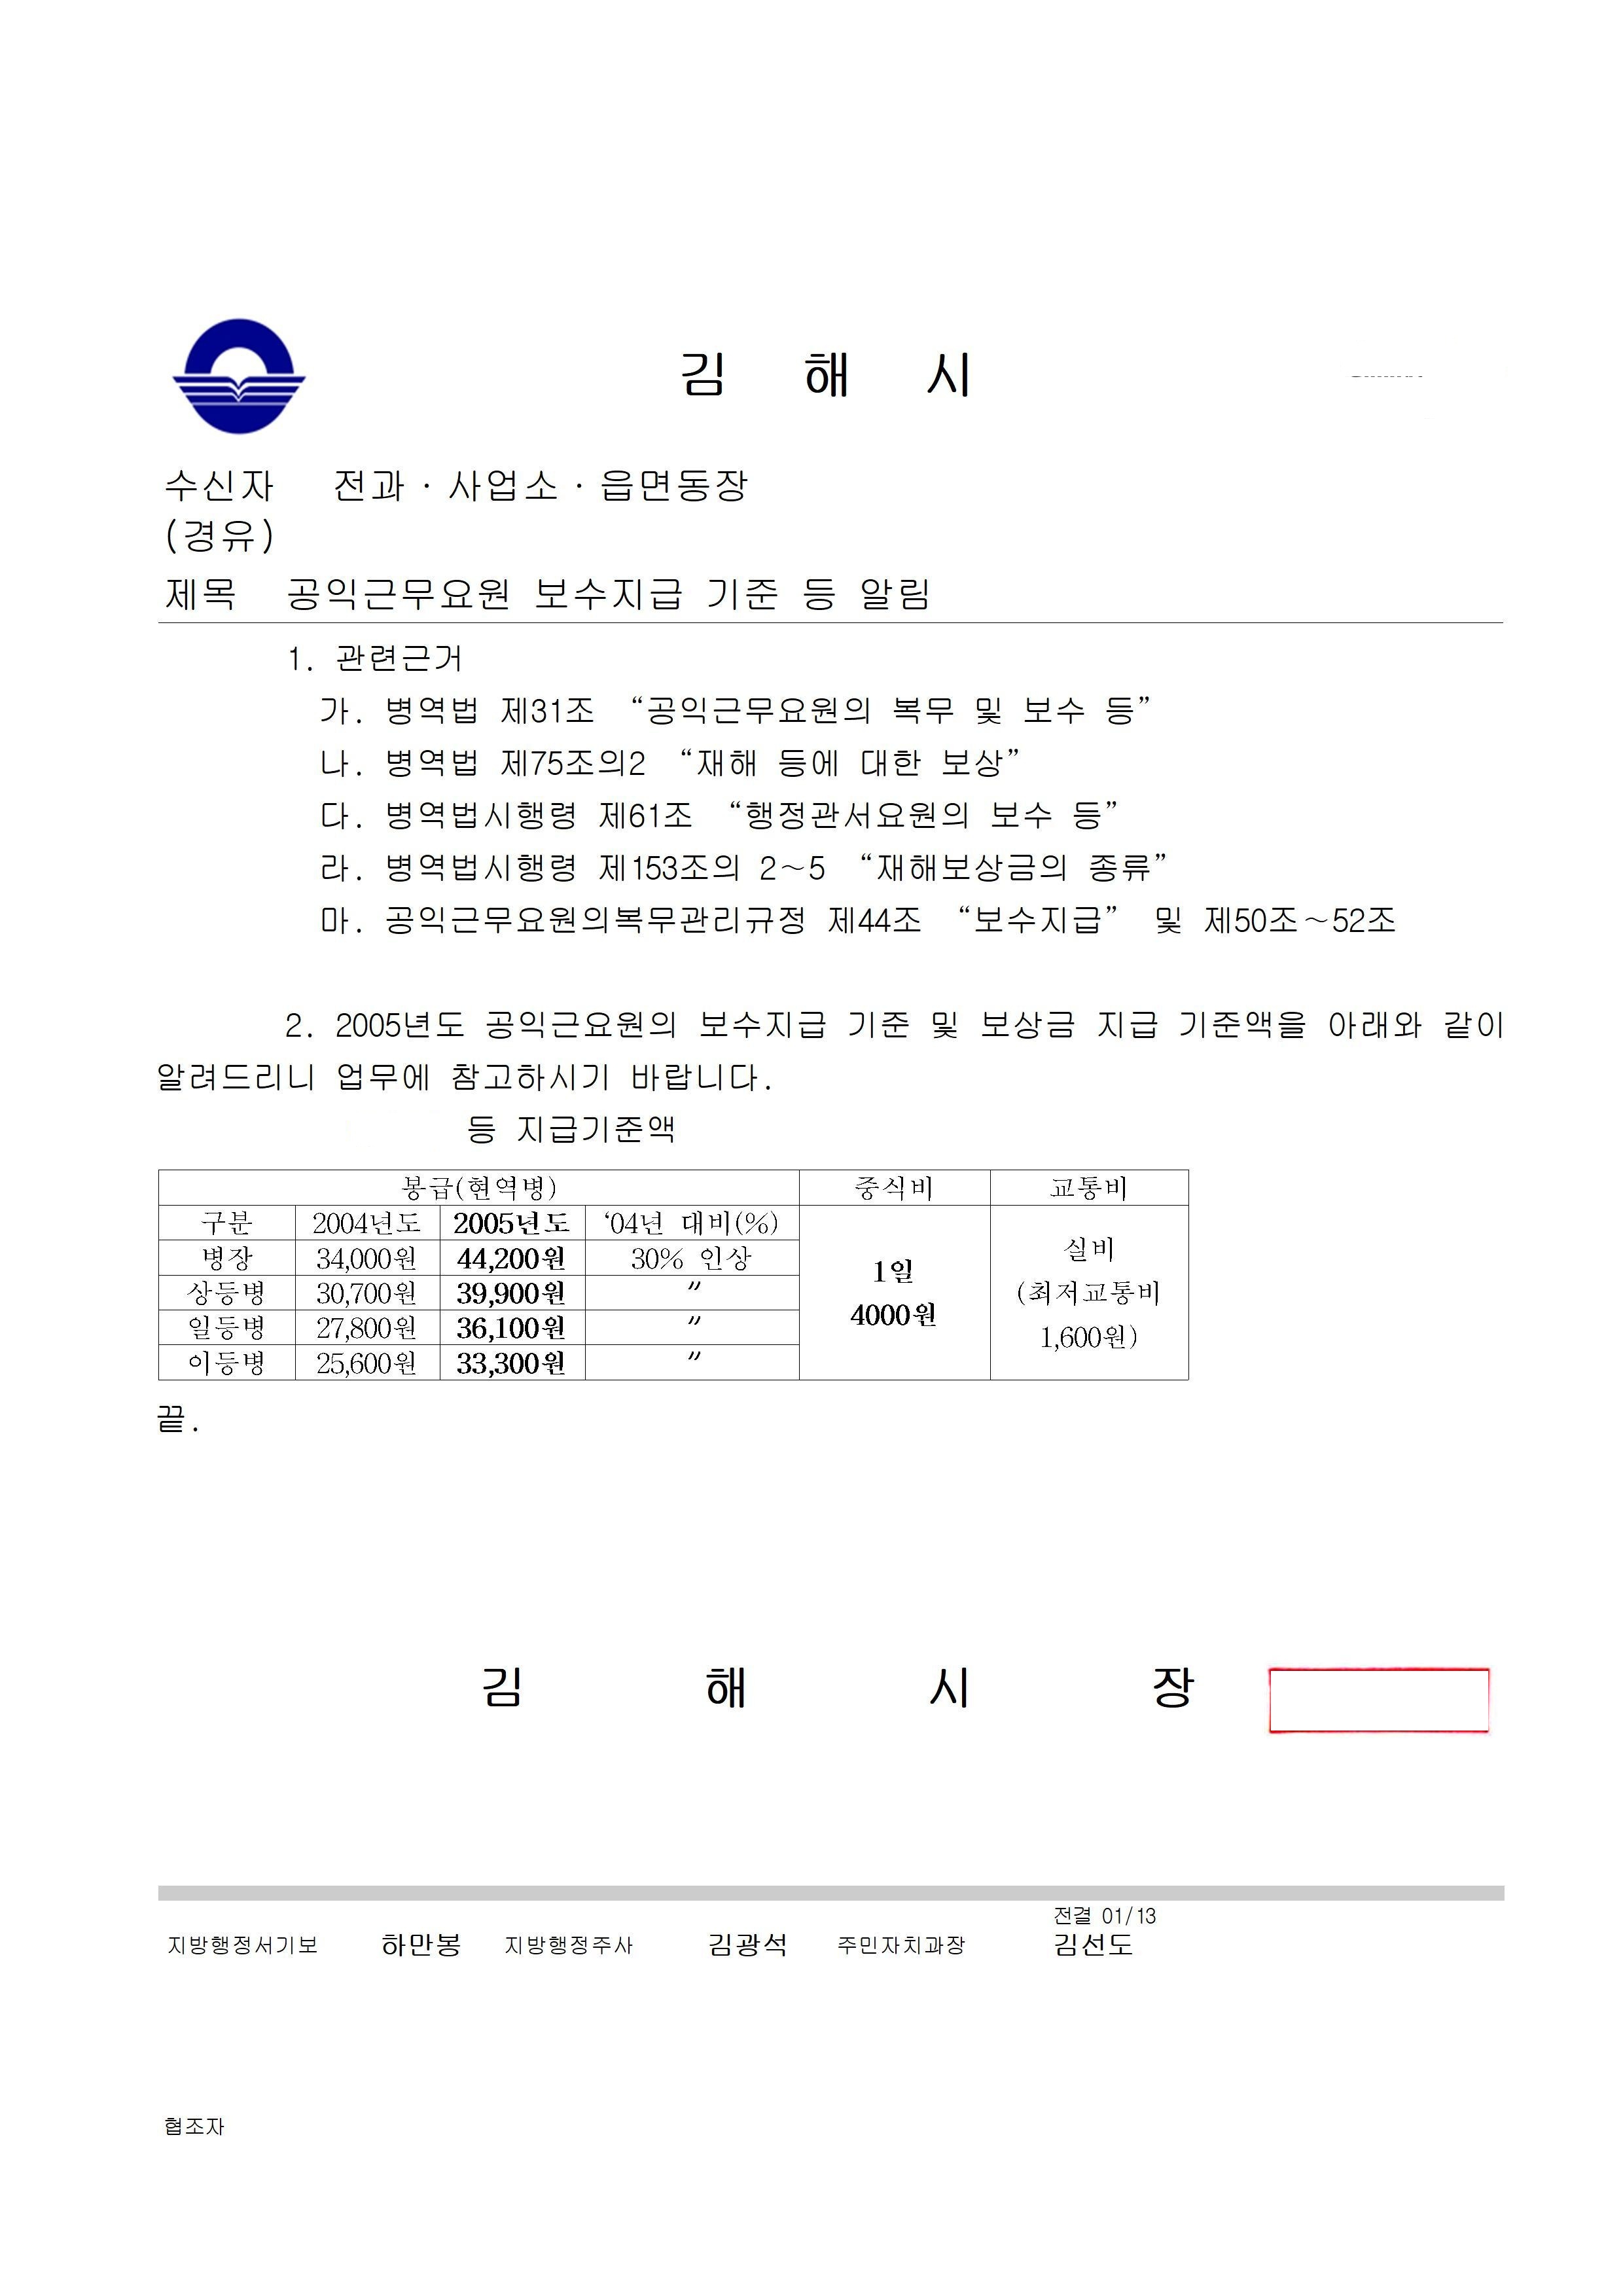 김 해 시
수신자 전과·사업소·읍면동장
(경유)
제목 공익근무요원 보수지급 기준 등 알림
1. 관련근거
가. 병역법 제31조 “공익근무요원의 복무 및 보수 등”
나. 병역법 제75조의2 “재해 등에 대한 보상”
다. 병역법시행령 제61조 “행정관서요원의 보수 등”
라. 병역법시행령 제153조의 2～5 “재해보상금의 종류”
마. 공익근무요원의복무관리규정 제44조 “보수지급” 및 제50조～52조
2. 2005년도 공익근요원의 보수지급 기준 및 보상금 지급 기준액을 아래와 같이
알려드리니 업무에 참고하시기 바랍니다.
등 지급기준액
봉급(현역병) 중식비 교통비
구분 2004년도 2005년도 ‘04년 대비(%)
병장 34,000원 44,200원 30% 인상
상등병 30,700원 39,900원 〃
일등병 27,800원 36,100원 〃
이등병 25,600원 33,300원 〃
1일
4000원
실비
(최저교통비
1,600원)
끝.
김 해 시 장
전결 01/13
지방행정서기보 하만봉 지방행정주사 김광석 주민자치과장 김선도
협조자